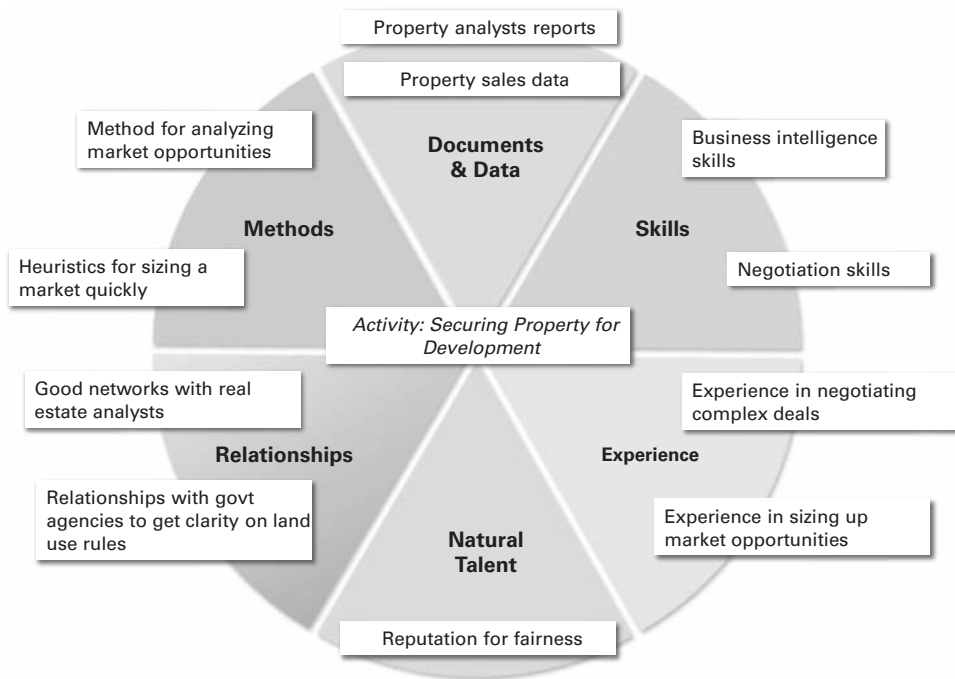 Property analysts reports
Property sales data
Documents
& Data
Method for analyzing
market opportunities
Methods
Heuristics for sizing a
market quickly
Business intelligence
skills
Skills
Negotiation skills
Activity: Securing Property for
Development
Good networks with real
estate analysts
Relationships
Relationships with govt
agencies to get clarity on land
use rules
Experience in negotiating
complex deals
Experience
Experience in sizing up
market opportunities
Natural
Talent
Reputation for fairness